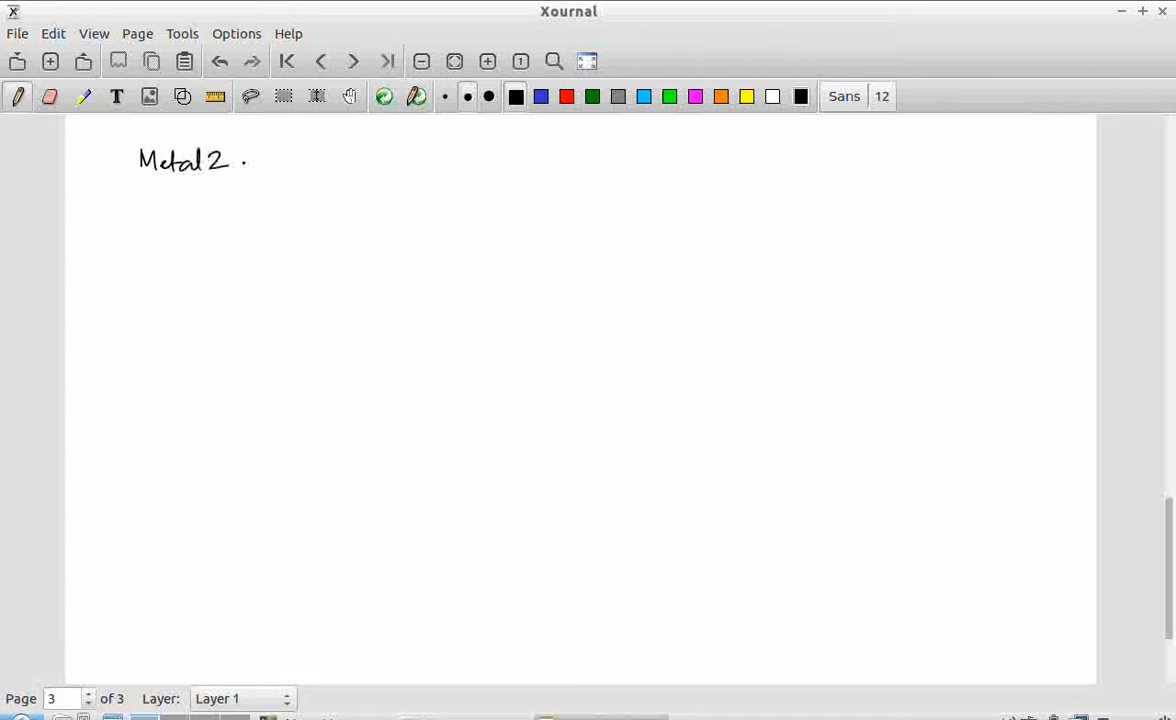 Xournal
File Edit View Page Tools Options Help
Sans 12
Metal 2 .
Page 3 of 3 Layer: Layer 1